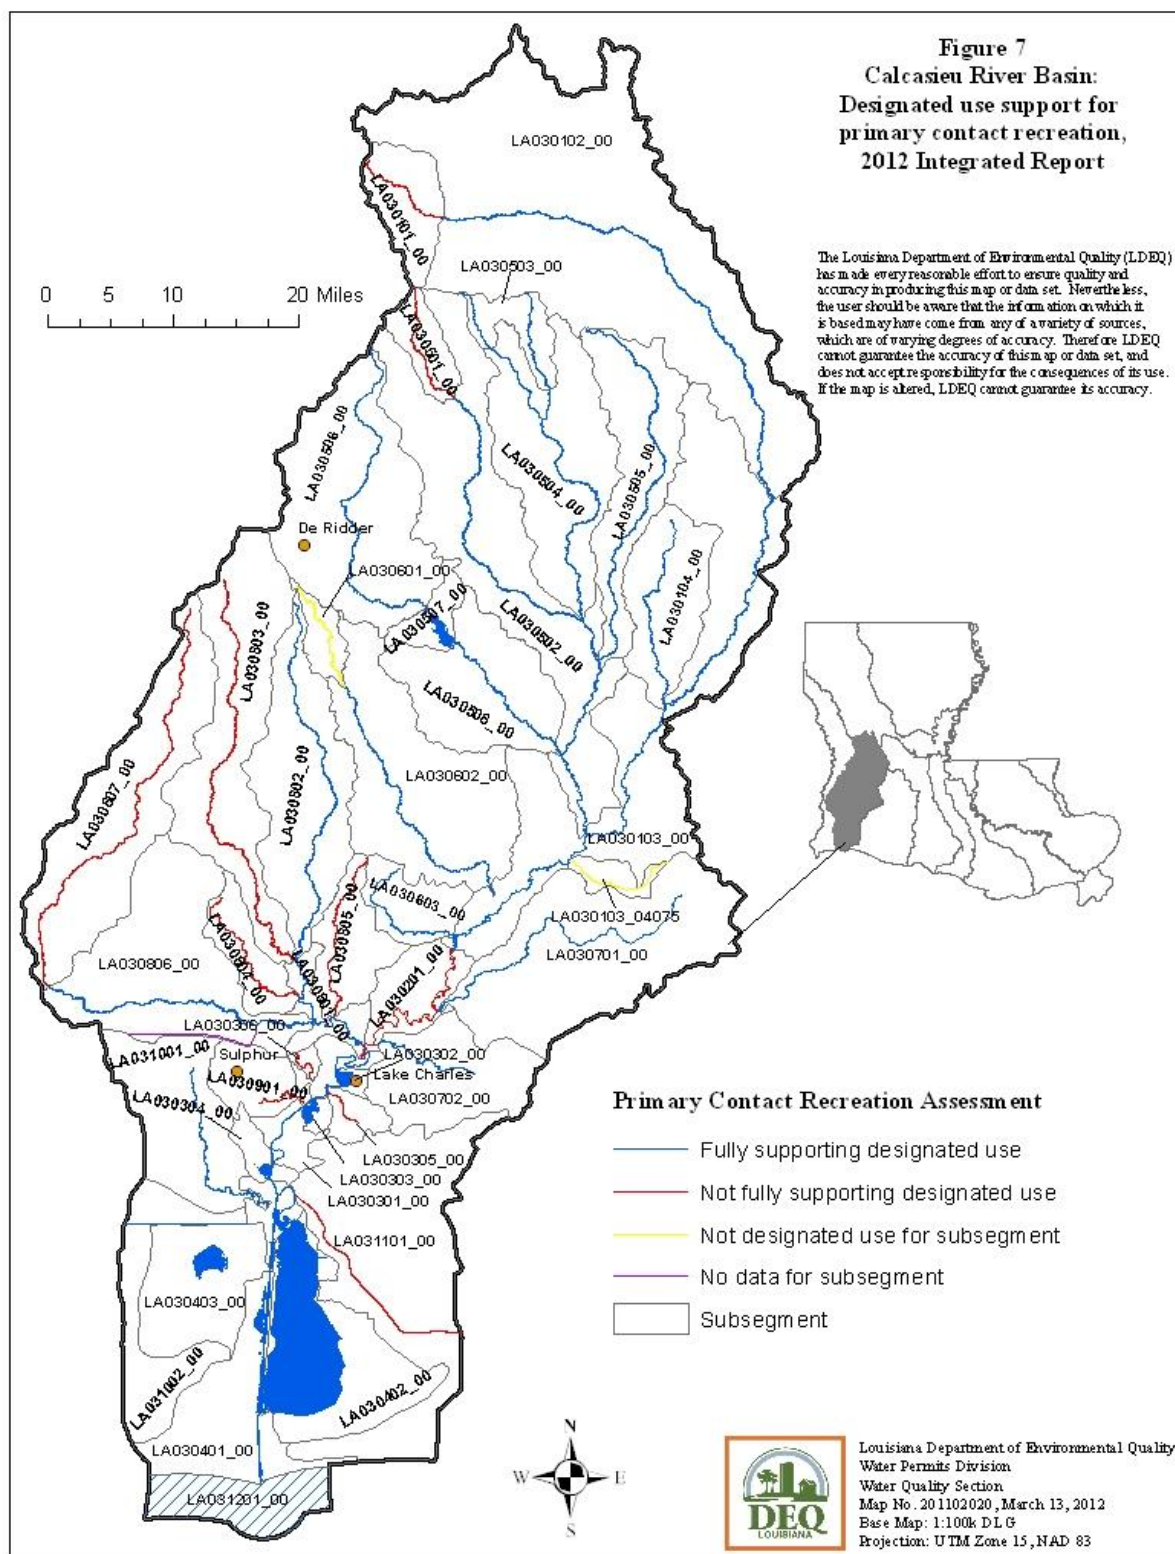 Figure 7
Calcasieu River Basin:
Designated use support for
primary contact recreation,
2012 Integrated Report
The Louisiana Department of Environmental Quality (LDEQ)
has made every reasonable effort to ensure quality and
accuracy in producing this map or data set. Nevertheless,
the user should be aware that the information on which it
is based may have come from any of a variety of sources,
which are of varying degrees of accuracy. Therefore LDEQ
cannot guarantee the accuracy of this map or data set, and
does not accept responsibility for the consequences of its use.
If the map is altered, LDEQ cannot guarantee its accuracy.
0 5 10 20 Miles
LA030102_00
LA030101_00
LA030503_00
LA030501_00
LA030506_00
LA030504_00
LA030505_00
De Ridder
LA030601_00
LA030104_00
LA030507_00
LA030502_00
LA030803_00
LA030508_00
LA030602_00
LA030802_00
LA030807_00
LA030103_00
LA030603_00
LA030103_04075
LA030805_00
LA030701_00
LA030806_00
LA030804_00
LA030201_00
LA030801_00
LA030306_00
LA031001_00
Sulphur
LA030302_00
Lake Charles
LA030901_00
LA030702_00
LA030304_00
LA030305_00
LA030303_00
LA030301_00
LA031101_00
LA030403_00
LA031002_00
LA030402_00
LA030401_00
LA031201_00
Primary Contact Recreation Assessment
Fully supporting designated use
Not fully supporting designated use
Not designated use for subsegment
No data for subsegment
Subsegment
N
W E
S
DEQ
LOUISIANA
Louisiana Department of Environmental Quality
Water Permits Division
Water Quality Section
Map No. 201102020, March 13, 2012
Base Map: 1:100k DLG
Projection: UTM Zone 15, NAD 83